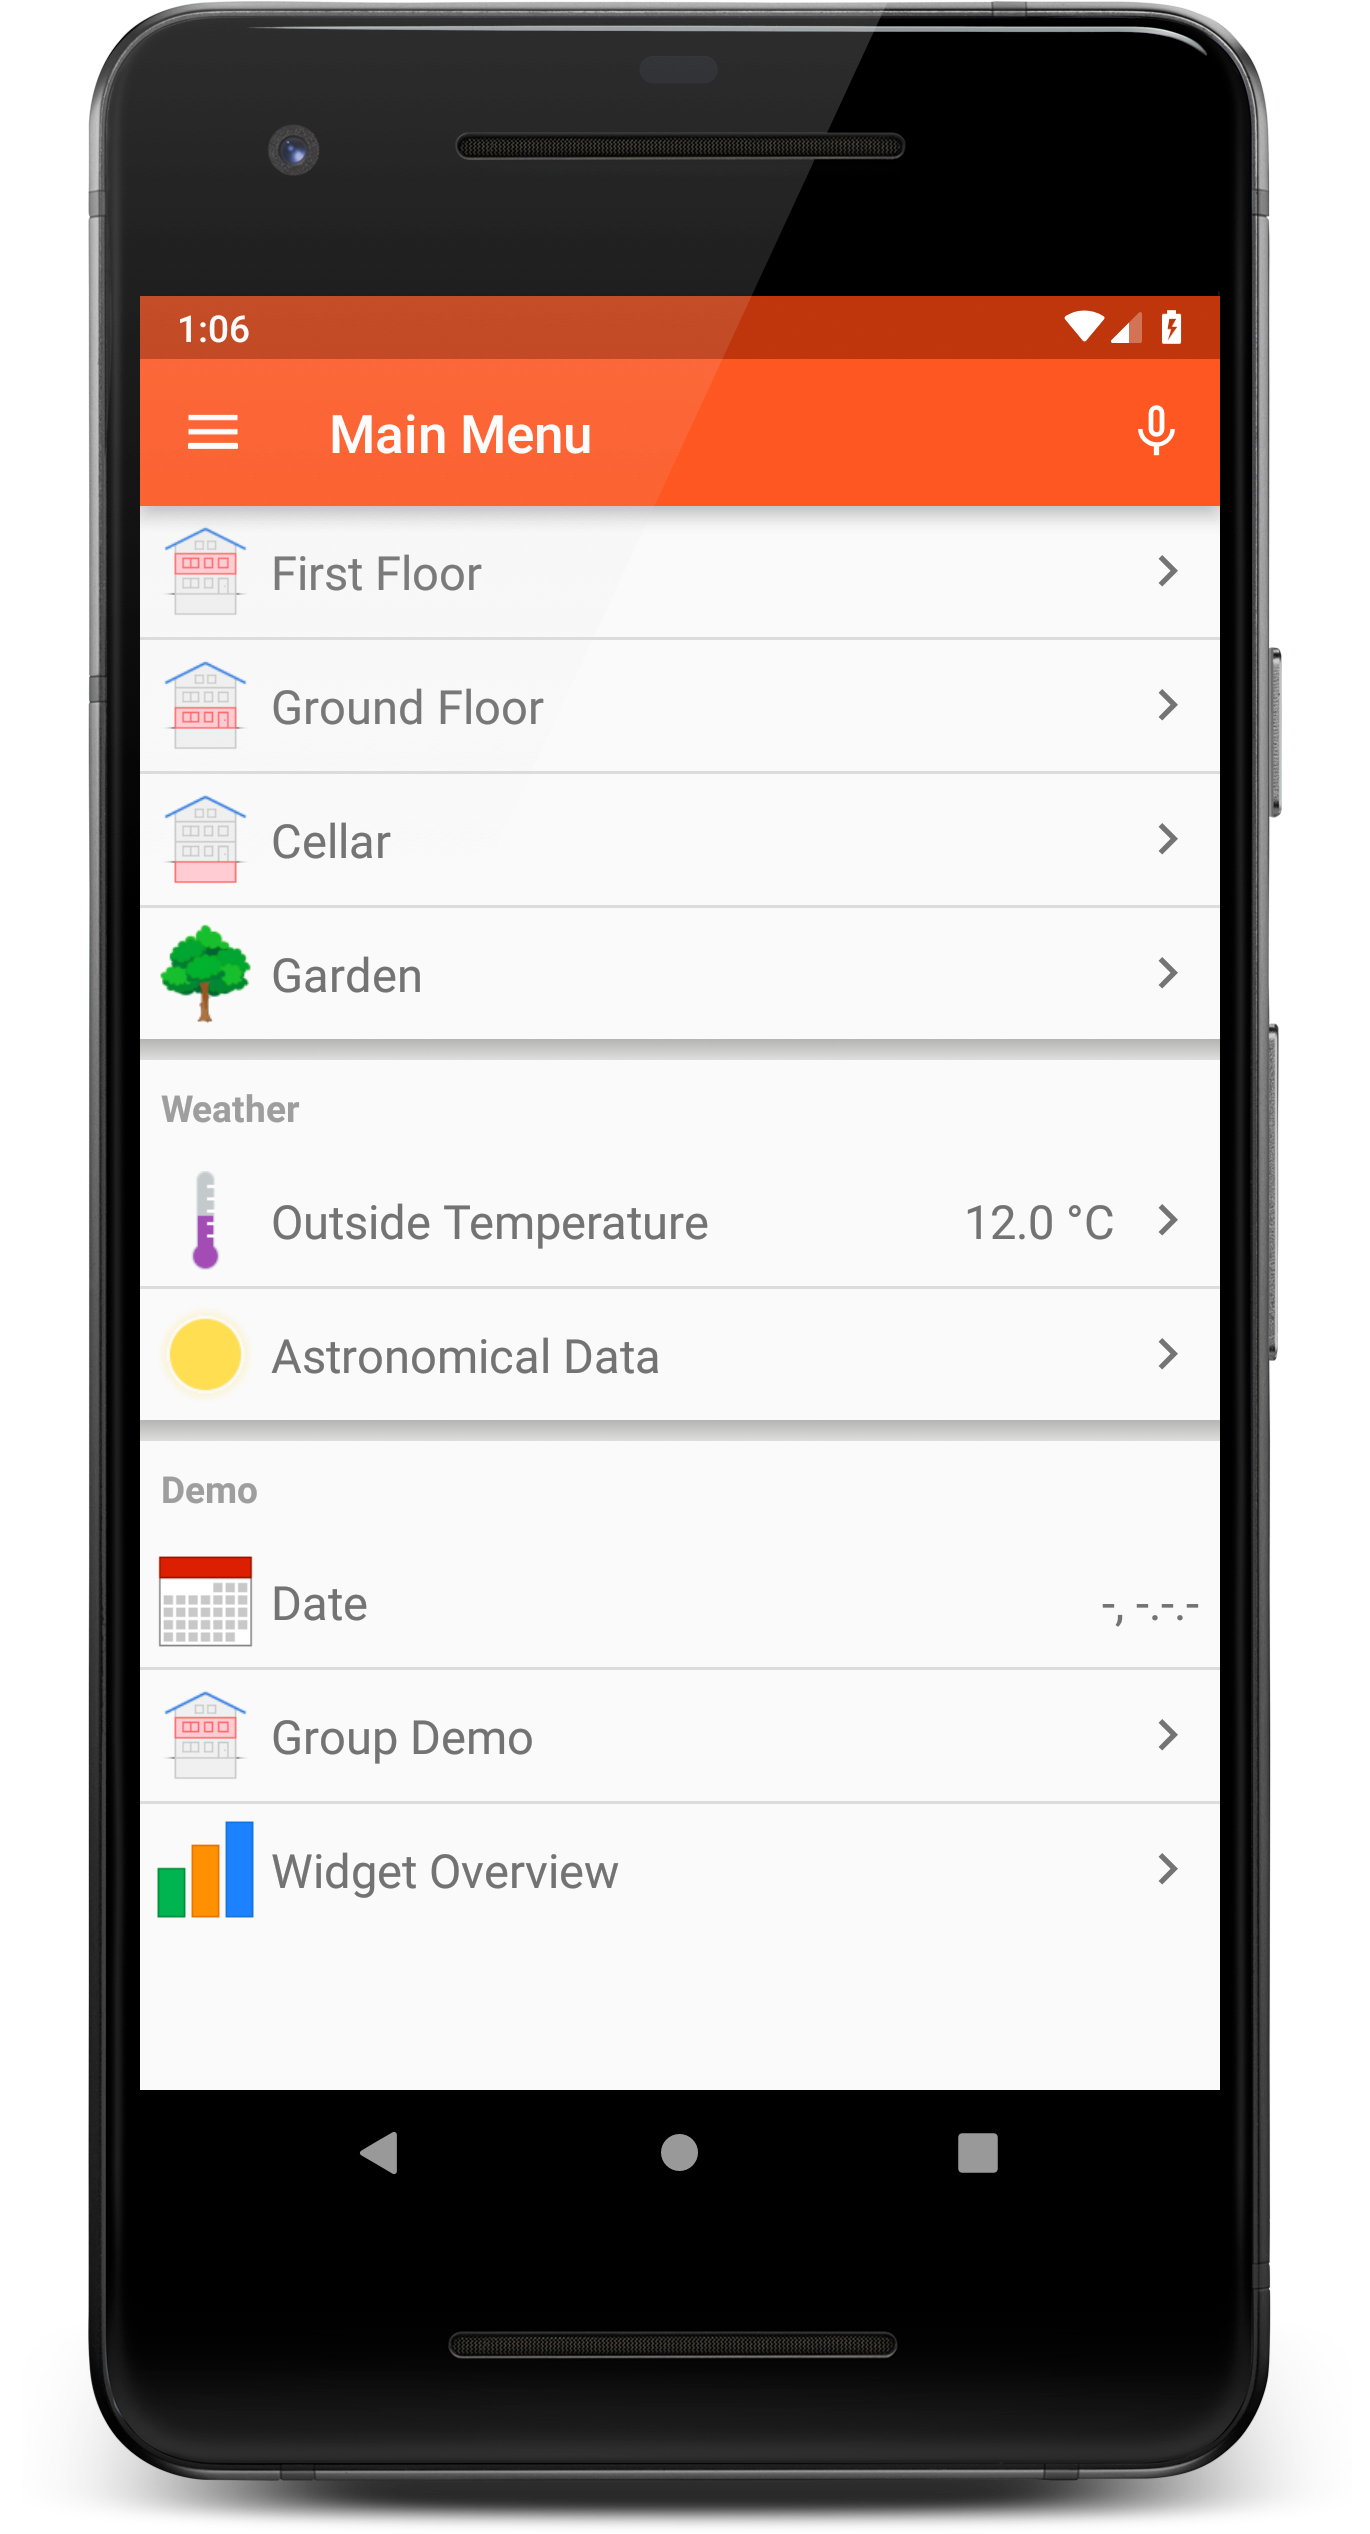 1:06
Main Menu
First Floor
Ground Floor
Cellar
Garden
Weather
Outside Temperature 12.0 °C
Astronomical Data
Demo
Date -, -.-.-
Group Demo
Widget Overview